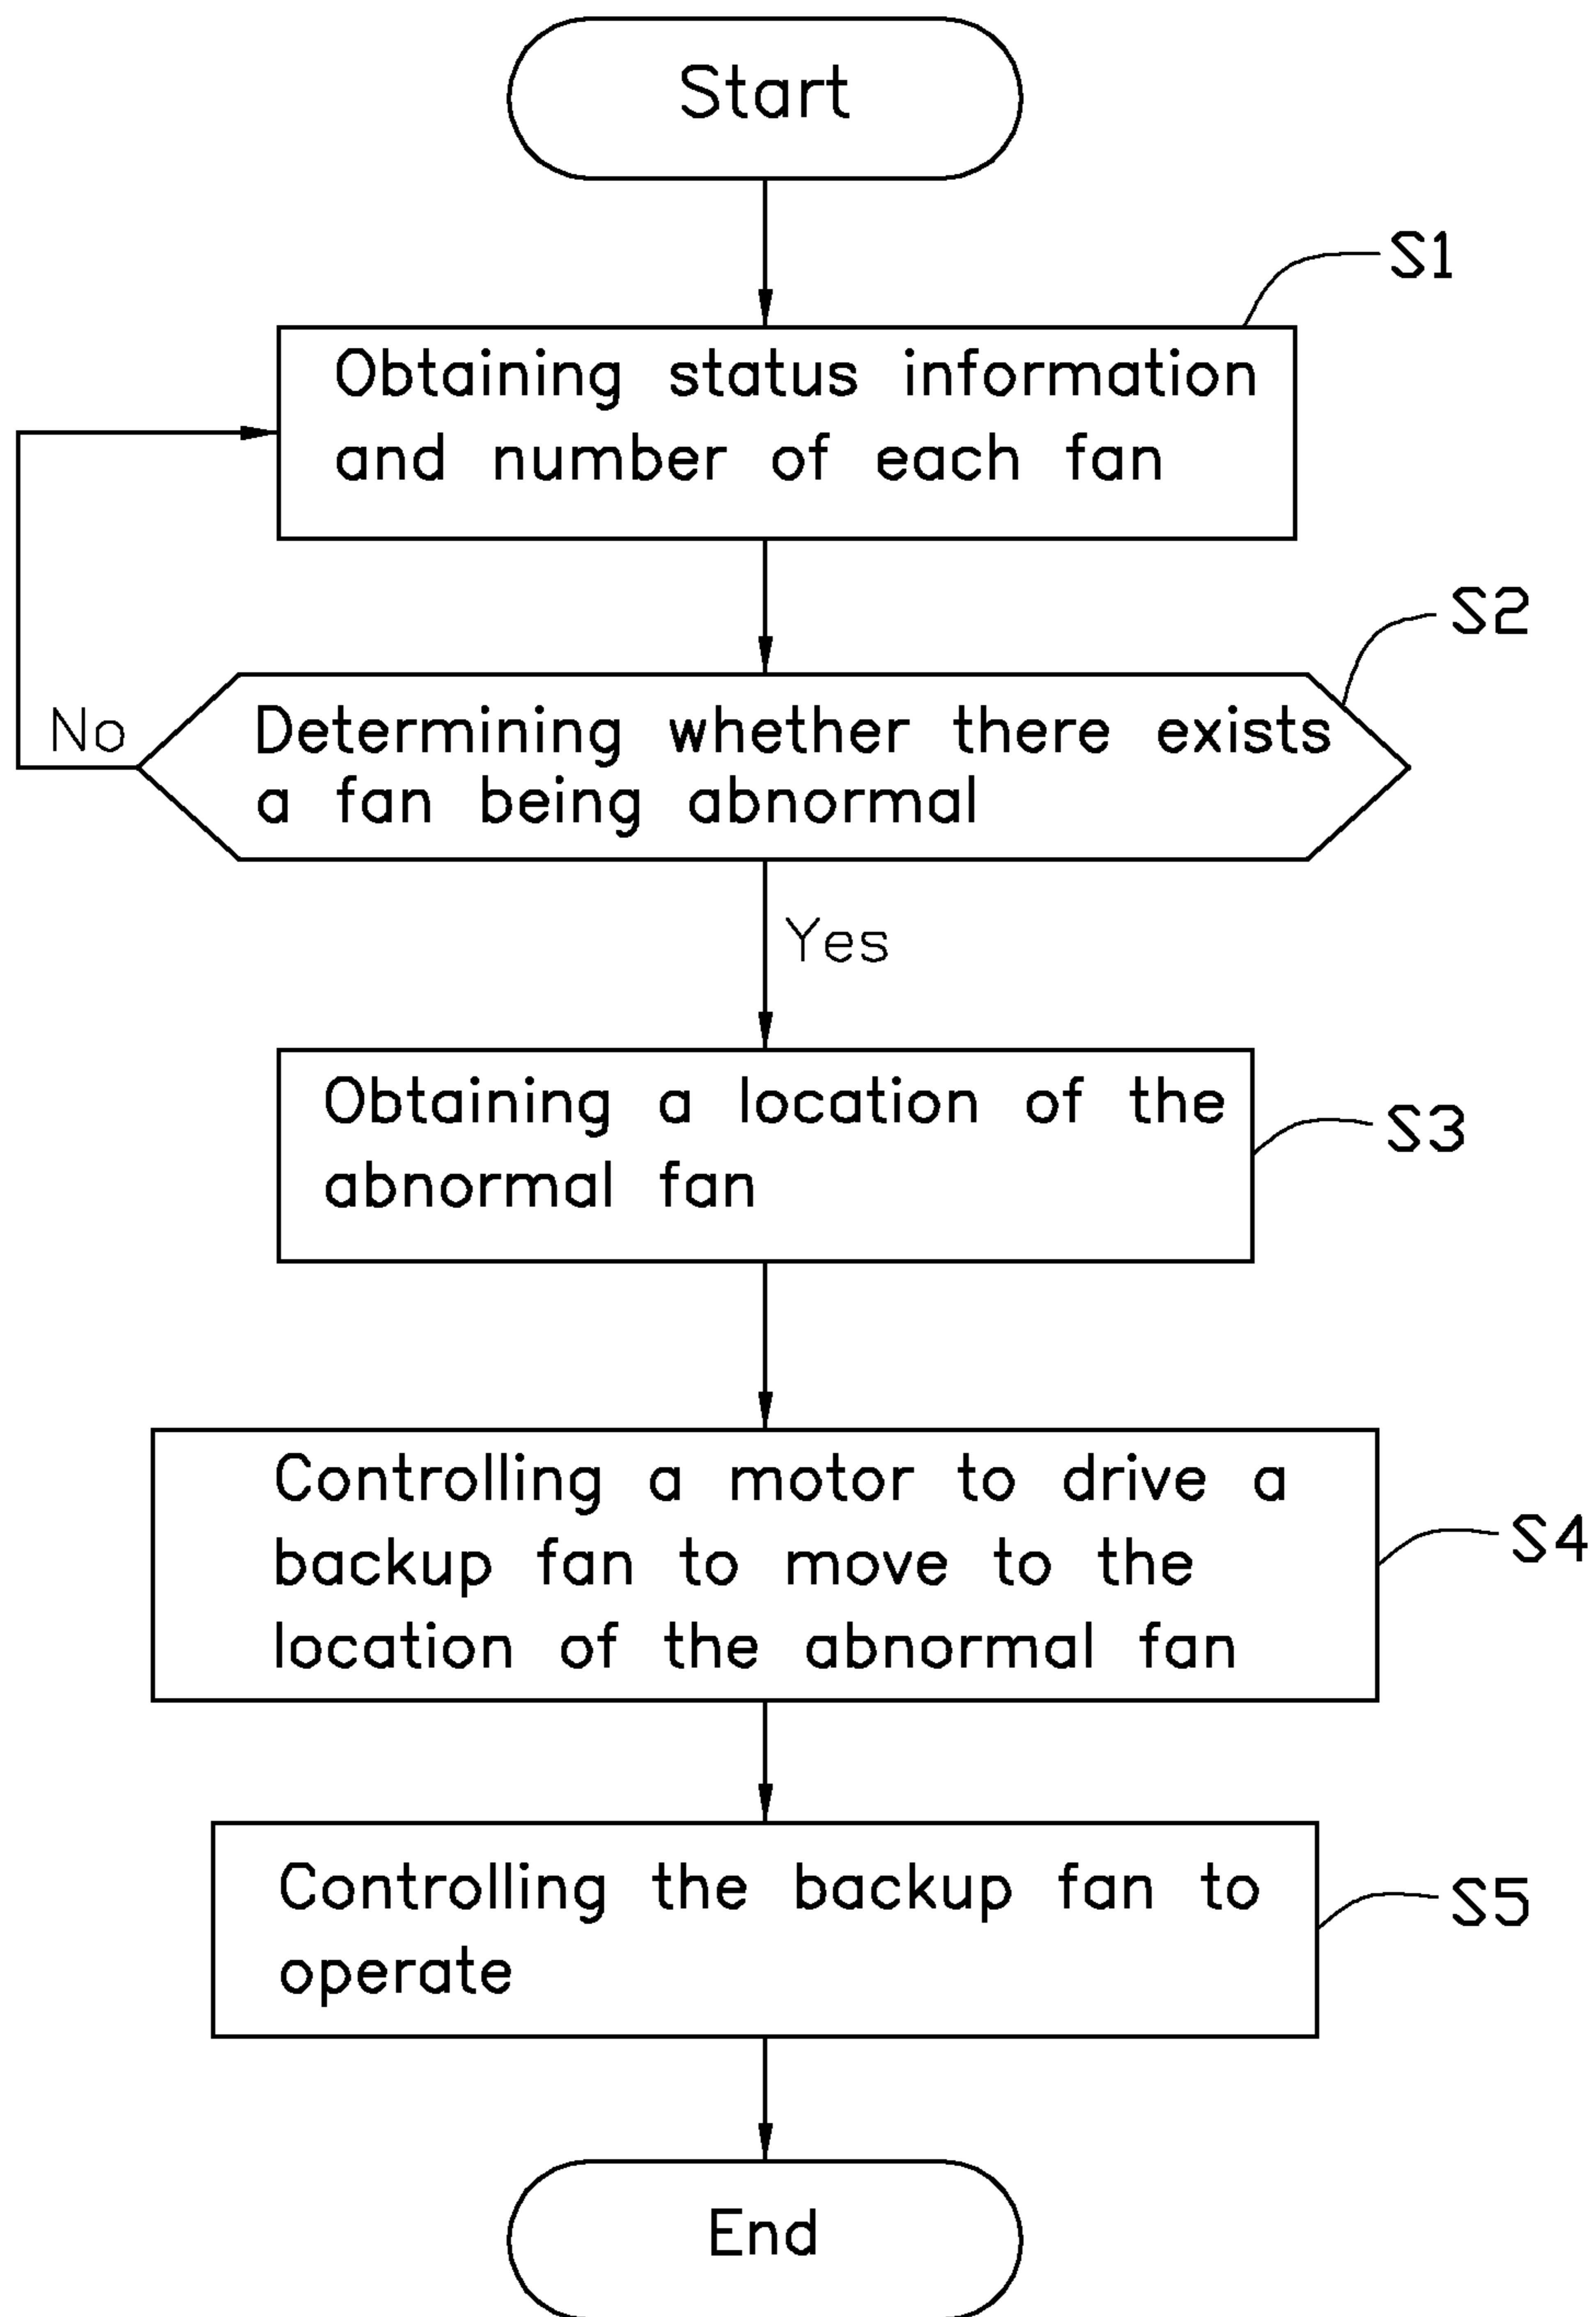 Start
S1
Obtaining status information
and number of each fan
S2
No
Determining whether there exists
a fan being abnormal
Yes
Obtaining a location of the
abnormal fan
S3
Controlling a motor to drive a
backup fan to move to the
location of the abnormal fan
S4
Controlling the backup fan to
operate
S5
End